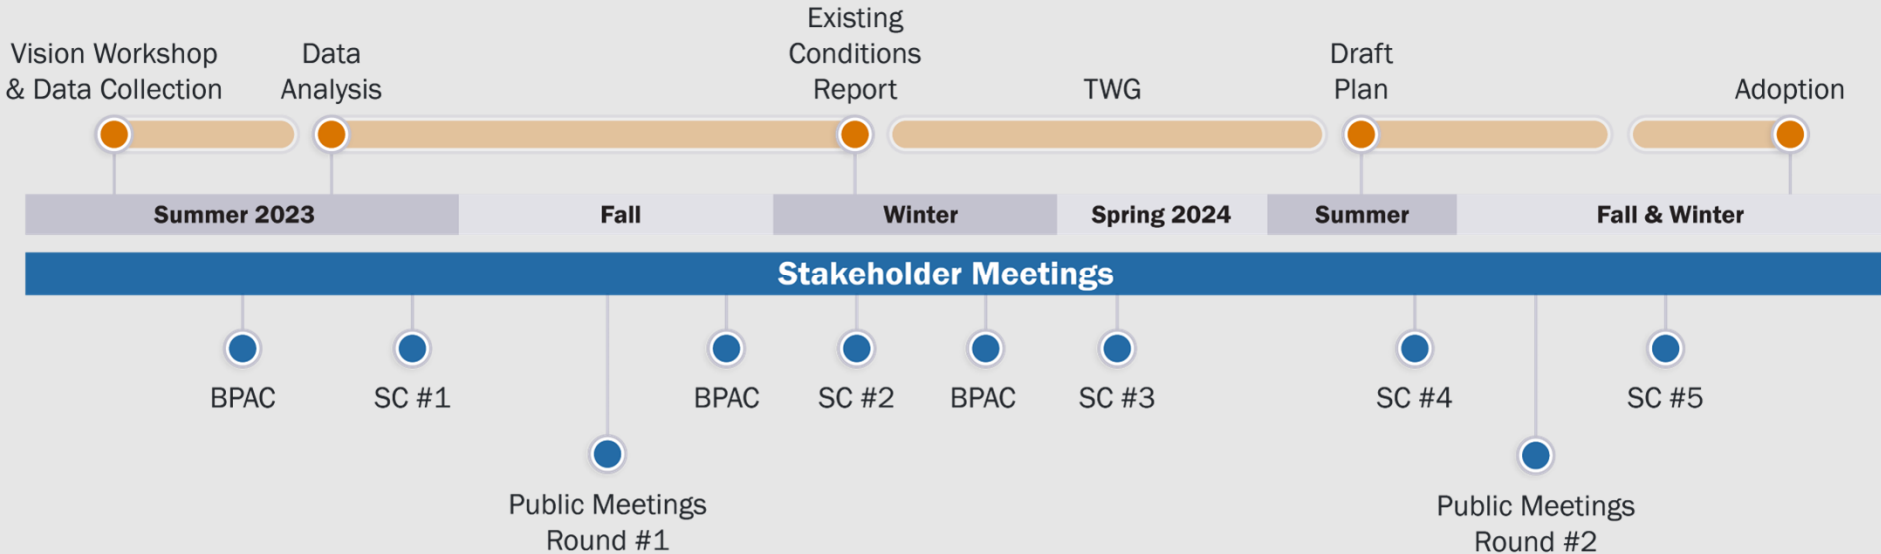 Vision Workshop
& Data Collection
Data
Analysis
Existing
Conditions
Report
TWG
Draft
Plan
Adoption
Summer 2023
Fall
Winter
Spring 2024
Summer
Fall & Winter
Stakeholder Meetings
BPAC
SC #1
BPAC
SC #2
BPAC
SC #3
SC #4
SC #5
Public Meetings
Round #1
Public Meetings
Round #2